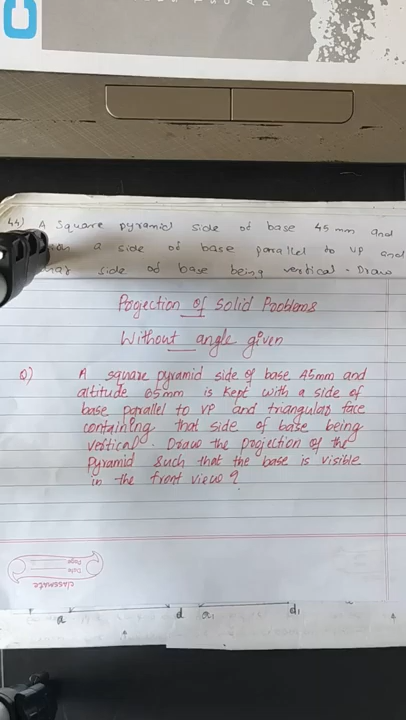 44) A Square pyramid side of base 45 mm and
a side of base parallel to VP and
side of base being vertical. Draw
Projection of Solid Problems
Without angle given
Q) A square pyramid side of base 45mm and
altitude 65mm is kept with a side of
base parallel to VP and triangular face
containing that side of base being
vertical. Draw the projection of the
pyramid such that the base is visible
in the front view?
classmate
Date
Page
a d a₁ d₁